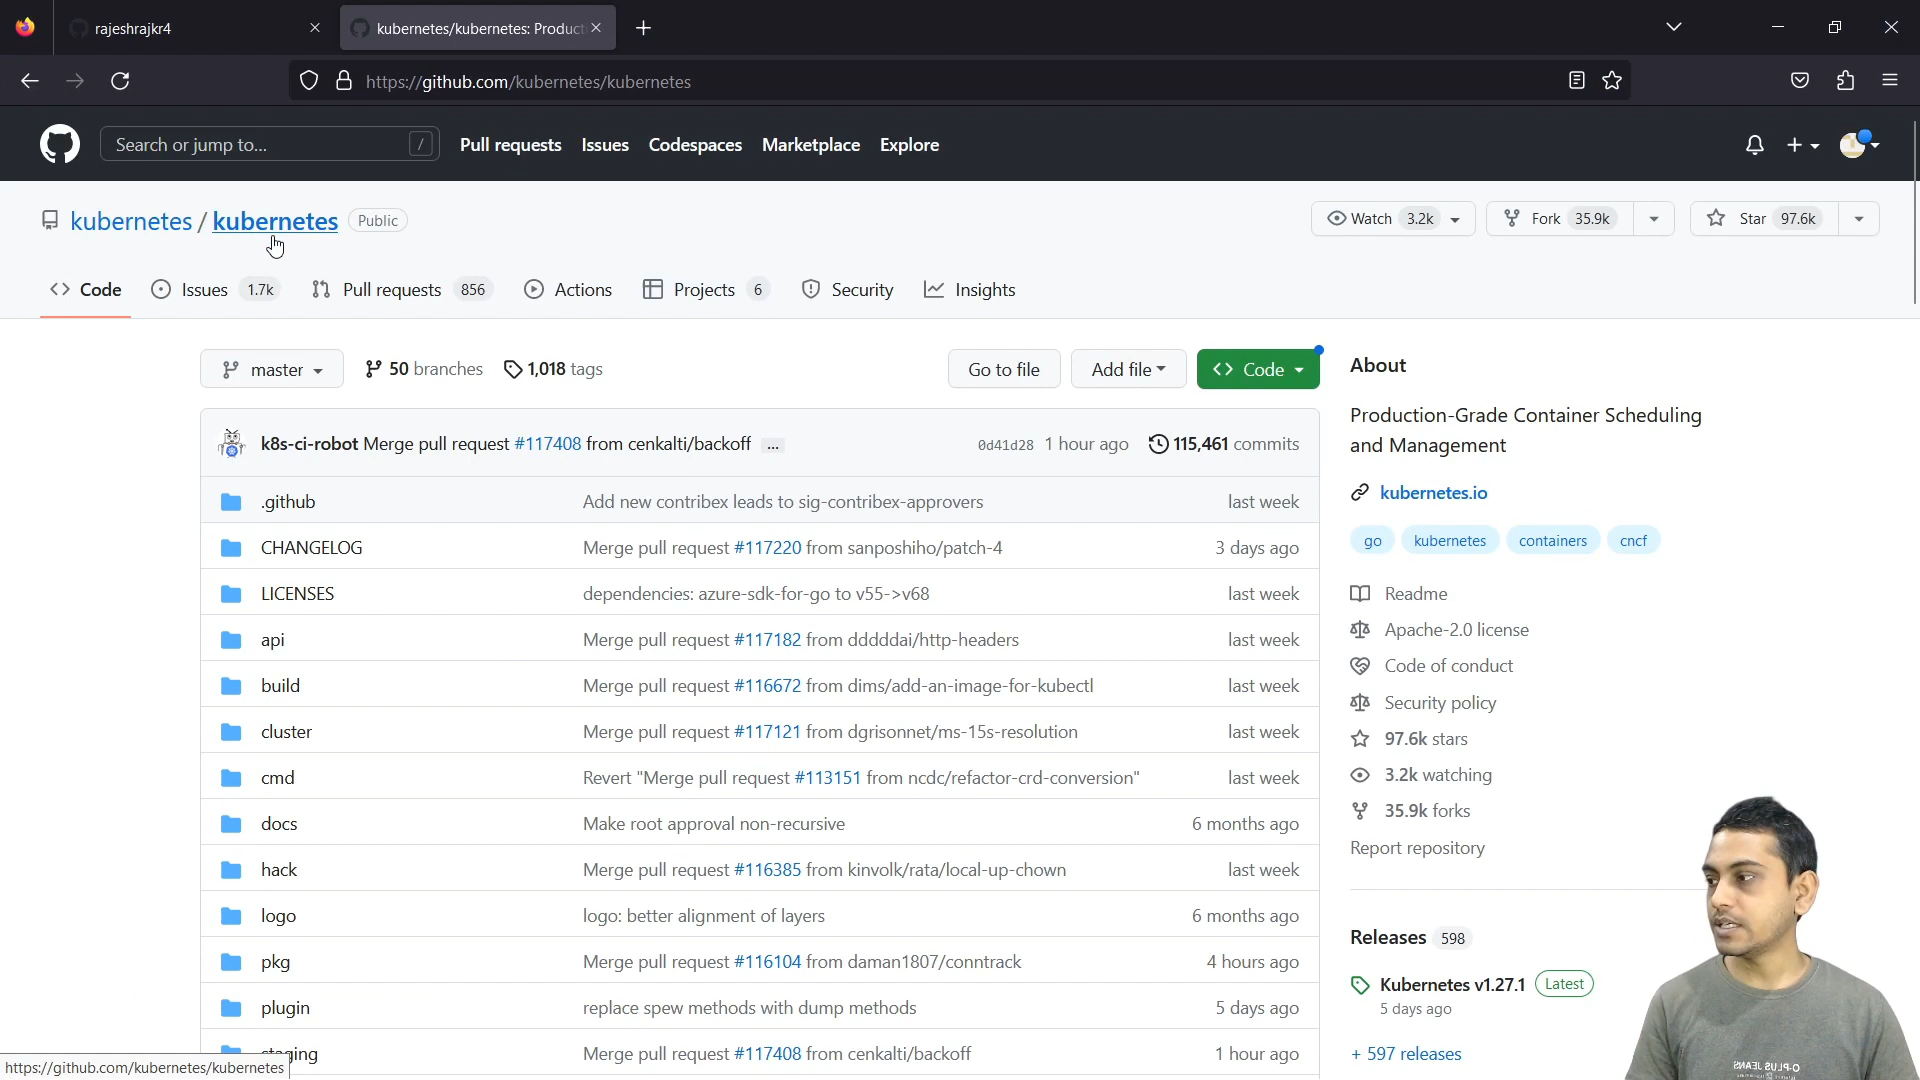 rajeshrajkr4
kubernetes/kubernetes: Product
https://github.com/kubernetes/kubernetes
Search or jump to...
/
Pull requests
Issues
Codespaces
Marketplace
Explore
kubernetes / kubernetes
Public
Watch 3.2k
Fork 35.9k
Star 97.6k
Code
Issues 1.7k
Pull requests 856
Actions
Projects 6
Security
Insights
master
50 branches
1,018 tags
Go to file
Add file
Code
k8s-ci-robot Merge pull request #117408 from cenkalti/backoff ... 0d41d28 1 hour ago 115,461 commits
.github Add new contribex leads to sig-contribex-approvers last week
CHANGELOG Merge pull request #117220 from sanposhiho/patch-4 3 days ago
LICENSES dependencies: azure-sdk-for-go to v55->v68 last week
api Merge pull request #117182 from dddddai/http-headers last week
build Merge pull request #116672 from dims/add-an-image-for-kubectl last week
cluster Merge pull request #117121 from dgrisonnet/ms-15s-resolution last week
cmd Revert "Merge pull request #113151 from ncdc/refactor-crd-conversion" last week
docs Make root approval non-recursive 6 months ago
hack Merge pull request #116385 from kinvolk/rata/local-up-chown last week
logo logo: better alignment of layers 6 months ago
pkg Merge pull request #116104 from daman1807/conntrack 4 hours ago
plugin replace spew methods with dump methods 5 days ago
staging Merge pull request #117408 from cenkalti/backoff 1 hour ago
https://github.com/kubernetes/kubernetes
About
Production-Grade Container Scheduling
and Management
kubernetes.io
go kubernetes containers cncf
Readme
Apache-2.0 license
Code of conduct
Security policy
97.6k stars
3.2k watching
35.9k forks
Report repository
Releases 598
Kubernetes v1.27.1 Latest
5 days ago
+ 597 releases